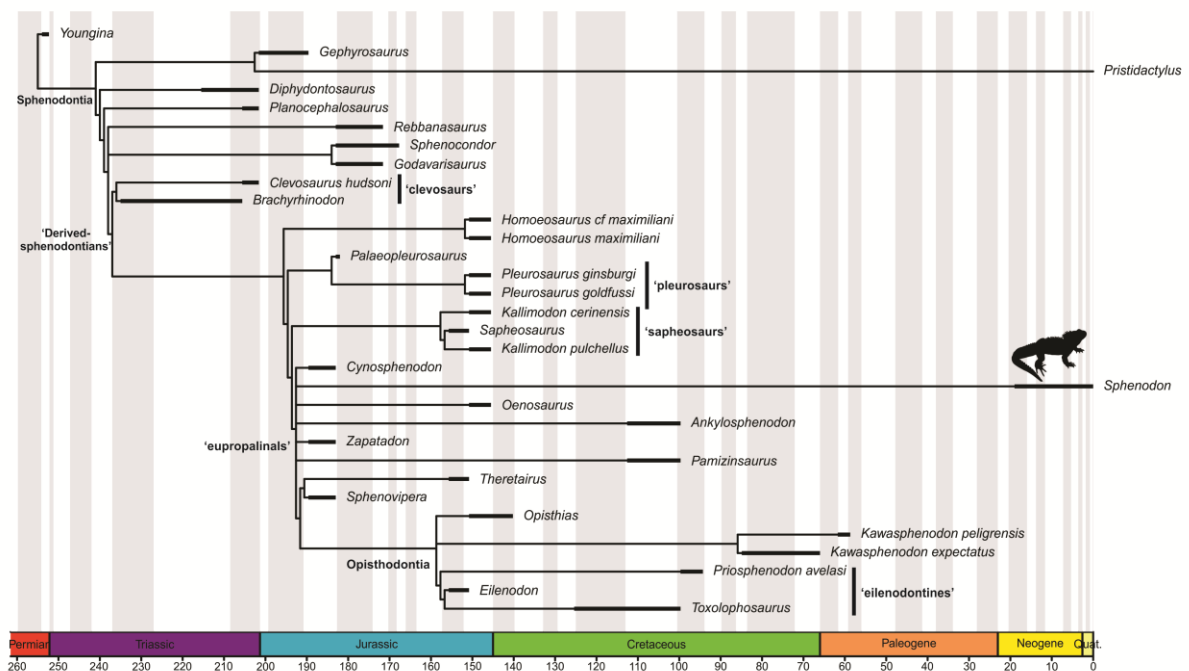 Youngina
Gephyrosaurus
Pristidactylus
Sphenodontia
Diphydontosaurus
Planocephalosaurus
Rebbanasaurus
Sphenocondor
Godavarisaurus
Clevosaurus hudsoni
'clevosaurs'
Brachyrhinodon
'Derived-
sphenodontians'
Homoeosaurus cf maximiliani
Homoeosaurus maximiliani
Palaeopleurosaurus
Pleurosaurus ginsburgi
'pleurosaurs'
Pleurosaurus goldfussi
Kallimodon cerinensis
Sapheosaurus
'sapheosaurs'
Kallimodon pulchellus
Cynosphenodon
Sphenodon
Oenosaurus
Ankylosphenodon
'eupropalinals'
Zapatadon
Pamizinsaurus
Theretairus
Sphenovipera
Opisthias
Kawasphenodon peligrensis
Kawasphenodon expectatus
Opisthodontia
Priosphenodon avelasi
Eilenodon
'eilenodontines'
Toxolophosaurus
Permian Triassic Jurassic Cretaceous Paleogene Neogene Quat.
260 250 240 230 220 210 200 190 180 170 160 150 140 130 120 110 100 90 80 70 60 50 40 30 20 10 0